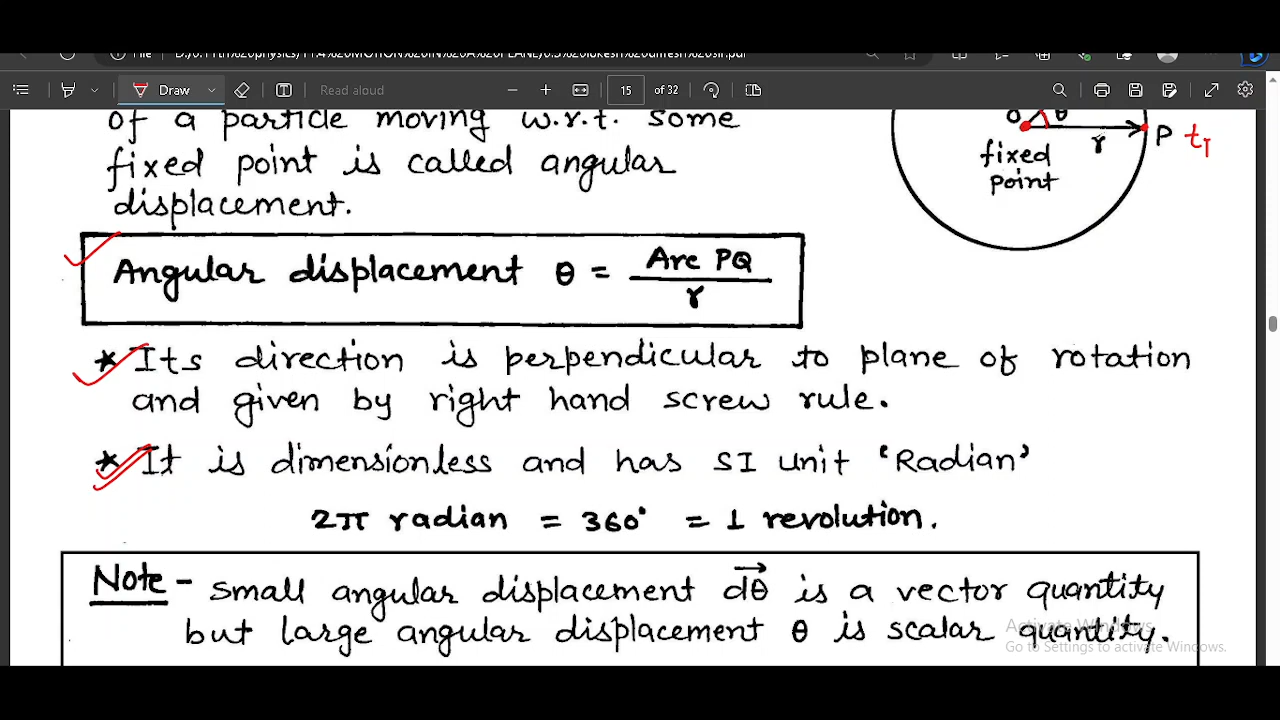 Draw
Read aloud
15 of 32
of a particle moving w.r.t. some
fixed point is called angular
displacement.
O θ
r
P t1
fixed
point
Angular displacement θ = Arc PQ / r
* Its direction is perpendicular to plane of rotation
and given by right hand screw rule.
* It is dimensionless and has SI unit 'Radian'
2π radian = 360° = 1 revolution.
Note - small angular displacement dθ⃗ is a vector quantity
but large angular displacement θ is scalar quantity.
Activate Windows
Go to Settings to activate Windows.